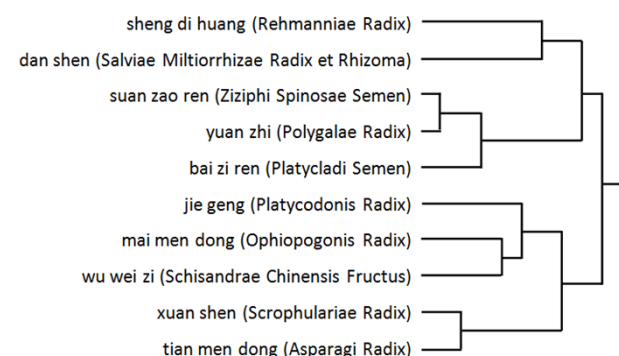 sheng di huang (Rehmanniae Radix)
dan shen (Salviae Miltiorrhizae Radix et Rhizoma)
suan zao ren (Ziziphi Spinosae Semen)
yuan zhi (Polygalae Radix)
bai zi ren (Platycladi Semen)
jie geng (Platycodonis Radix)
mai men dong (Ophiopogonis Radix)
wu wei zi (Schisandrae Chinensis Fructus)
xuan shen (Scrophulariae Radix)
tian men dong (Asparagi Radix)